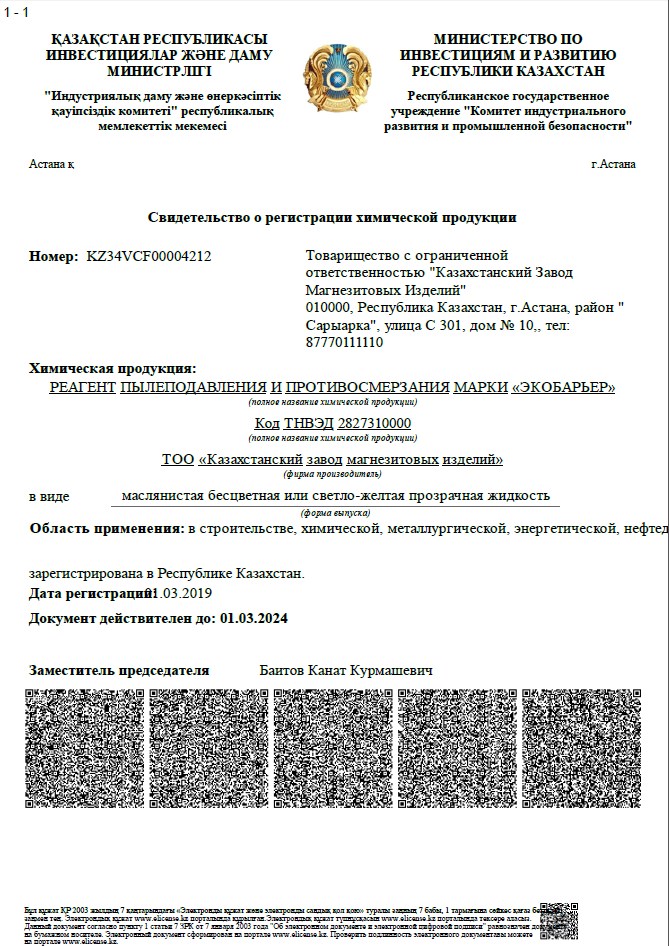 1 - 1
ҚАЗАҚСТАН РЕСПУБЛИКАСЫ
ИНВЕСТИЦИЯЛАР ЖӘНЕ ДАМУ
МИНИСТРЛІГІ
"Индустриялық даму және өнеркәсіптік
қауіпсіздік комитеті" республикалық
мемлекеттік мекемесі
МИНИСТЕРСТВО ПО
ИНВЕСТИЦИЯМ И РАЗВИТИЮ
РЕСПУБЛИКИ КАЗАХСТАН
Республиканское государственное
учреждение "Комитет индустриального
развития и промышленной безопасности"
Астана қ
г.Астана
Свидетельство о регистрации химической продукции
Номер: KZ34VCF00004212
Товарищество с ограниченной
ответственностью "Казахстанский Завод
Магнезитовых Изделий"
010000, Республика Казахстан, г.Астана, район "
Сарыарка", улица С 301, дом № 10,, тел:
87770111110
Химическая продукция:
РЕАГЕНТ ПЫЛЕПОДАВЛЕНИЯ И ПРОТИВОСМЕРЗАНИЯ МАРКИ «ЭКОБАРЬЕР»
(полное название химической продукции)
Код ТНВЭД 2827310000
(полное название химической продукции)
ТОО «Казахстанский завод магнезитовых изделий»
(фирма производитель)
в виде маслянистая бесцветная или светло-желтая прозрачная жидкость
(форма выпуска)
Область применения: в строительстве, химической, металлургической, энергетической, нефтед
зарегистрирована в Республике Казахстан.
Дата регистрации: 01.03.2019
Документ действителен до: 01.03.2024
Заместитель председателя Баитов Канат Курмашевич
Бұл құжат ҚР 2003 жылдың 7 қаңтарындағы «Электронды құжат және электронды сандық қол қою» туралы заңның 7 бабы, 1 тармағына сәйкес қағаз
заңмен тең. Электрондық құжат www.elicense.kz порталында құрылған.Электрондық құжат түпнұсқасын www.elicense.kz порталында тексере аласыз.
Данный документ согласно пункту 1 статьи 7 ЗРК от 7 января 2003 года "Об электронном документе и электронной цифровой подписи" равнозначен
на бумажном носителе. Электронный документ сформирован на портале www.elicense.kz. Проверить подлинность электронного документа вы можете
на портале www.elicense.kz.